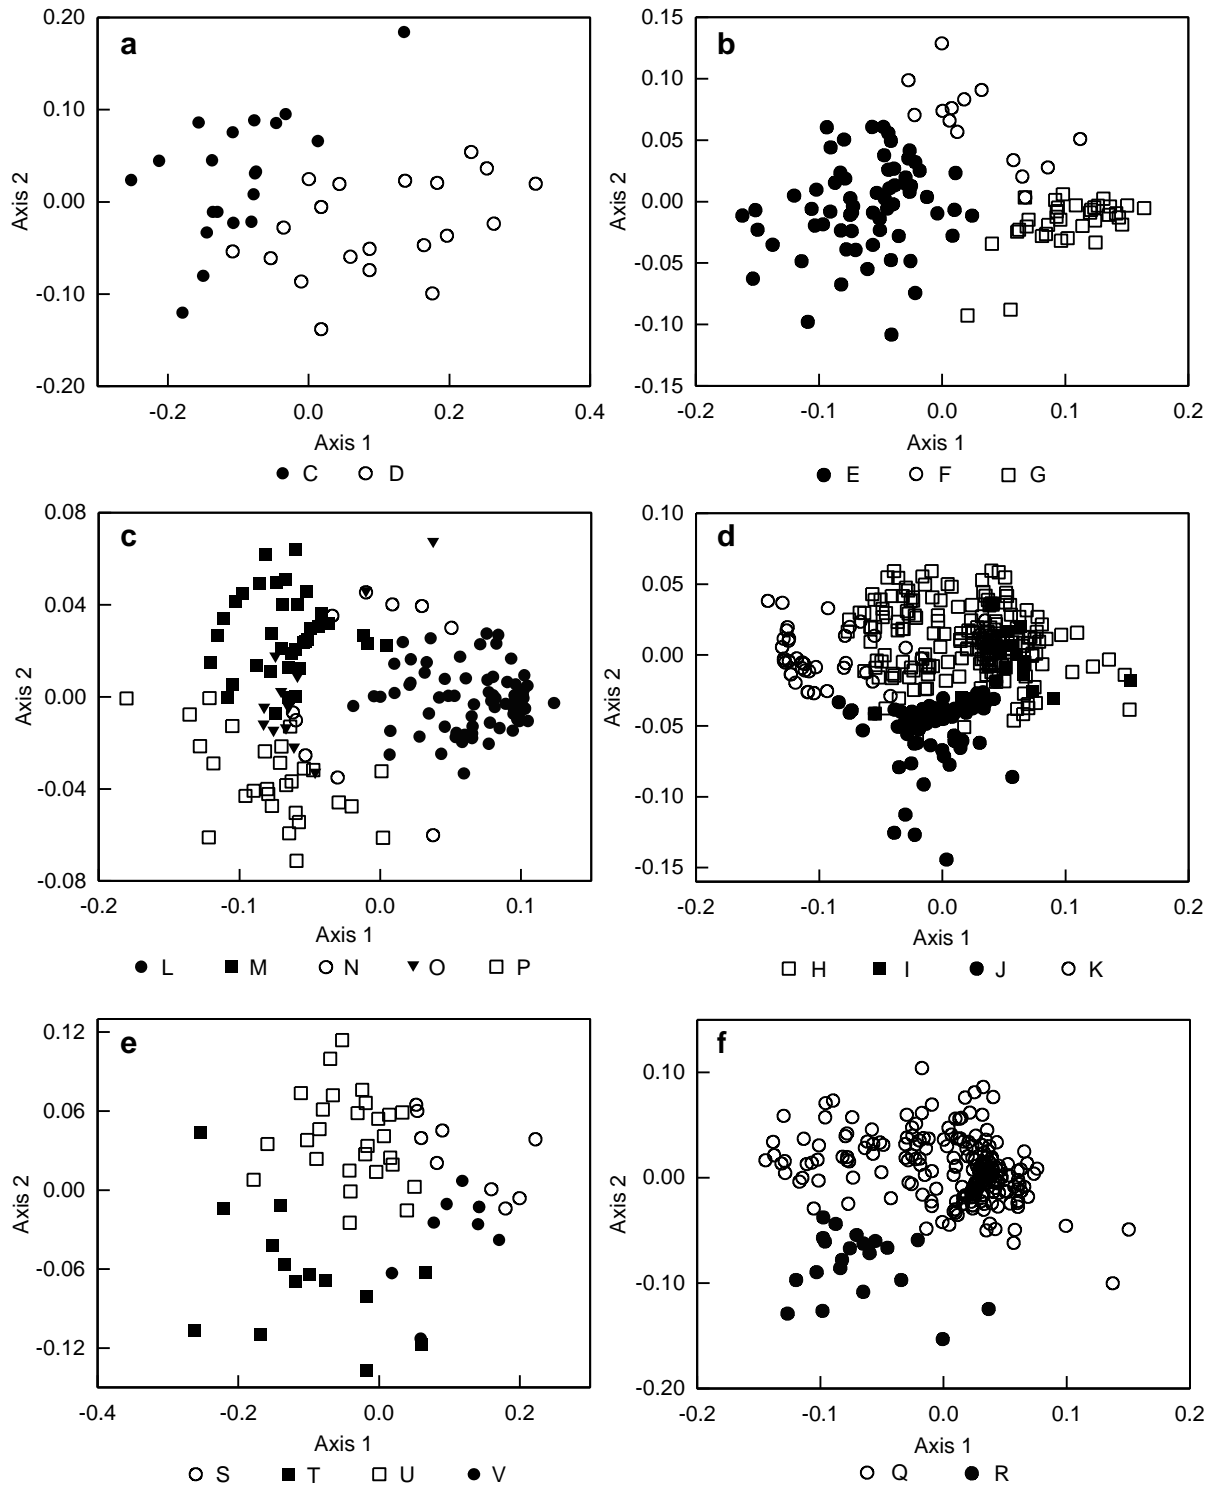 a
0.20
0.10
0.00
-0.10
-0.20
Axis 2
-0.2 0.0 0.2 0.4
Axis 1
C D
b
0.15
0.10
0.05
0.00
-0.05
-0.10
-0.15
Axis 2
-0.2 -0.1 0.0 0.1 0.2
Axis 1
E F G
c
0.08
0.04
0.00
-0.04
-0.08
Axis 2
-0.2 -0.1 0.0 0.1
Axis 1
L M N O P
d
0.10
0.05
0.00
-0.05
-0.10
-0.15
Axis 2
-0.2 -0.1 0.0 0.1 0.2
Axis 1
H I J K
e
0.12
0.06
0.00
-0.06
-0.12
Axis 2
-0.4 -0.2 0.0 0.2
Axis 1
S T U V
f
0.10
0.00
-0.10
-0.20
Axis 2
-0.2 -0.1 0.0 0.1 0.2
Axis 1
Q R